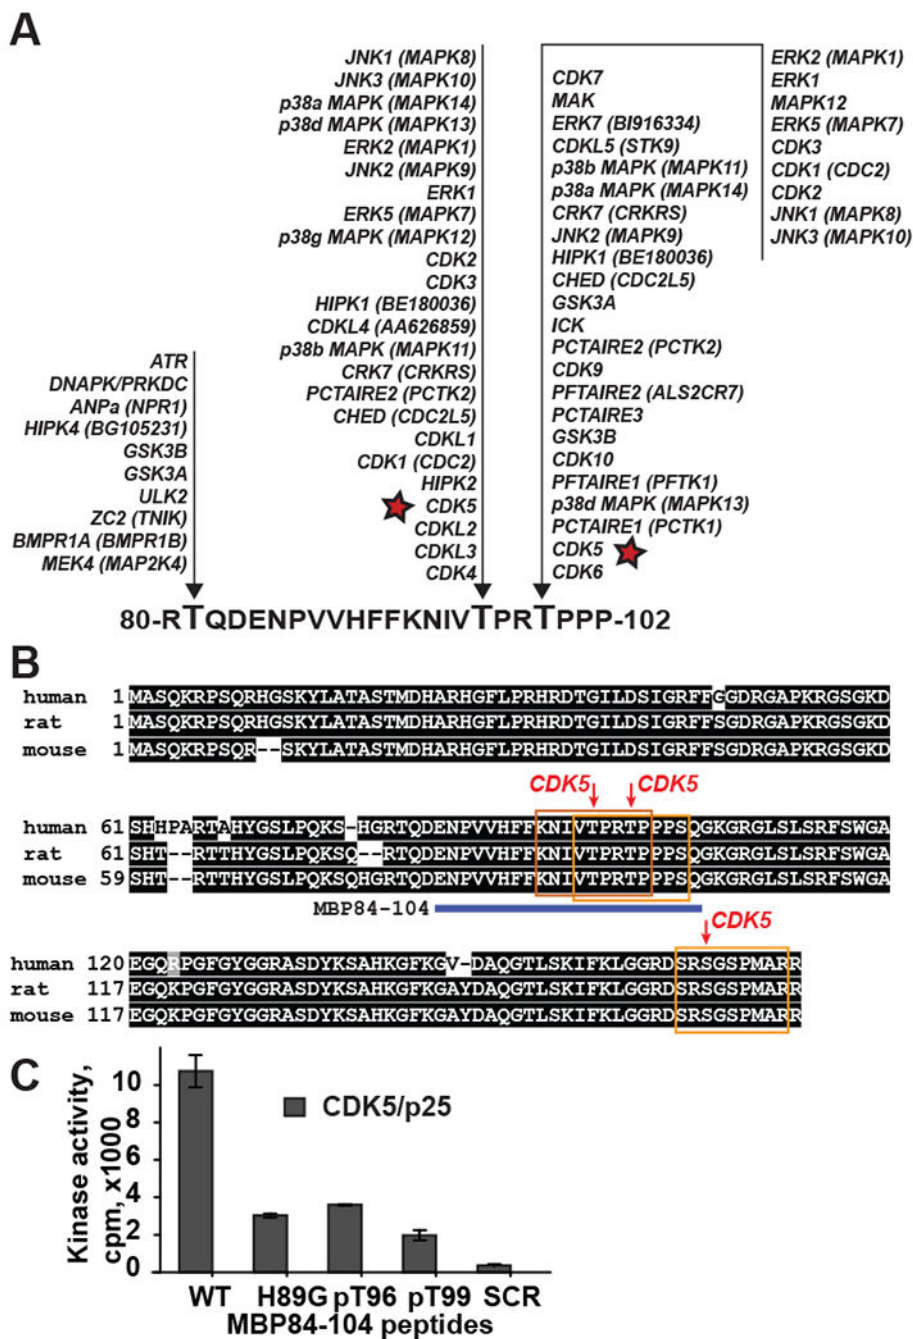 A
JNK1 (MAPK8)
JNK3 (MAPK10)
p38a MAPK (MAPK14)
p38d MAPK (MAPK13)
ERK2 (MAPK1)
JNK2 (MAPK9)
ERK1
ERK5 (MAPK7)
p38g MAPK (MAPK12)
CDK2
CDK3
HIPK1 (BE180036)
CDKL4 (AA626859)
p38b MAPK (MAPK11)
CRK7 (CRKRS)
PCTAIRE2 (PCTK2)
CHED (CDC2L5)
CDKL1
CDK1 (CDC2)
HIPK2
CDK5
CDKL2
CDKL3
CDK4
CDK7
MAK
ERK7 (BI916334)
CDKL5 (STK9)
p38b MAPK (MAPK11)
p38a MAPK (MAPK14)
CRK7 (CRKRS)
JNK2 (MAPK9)
HIPK1 (BE180036)
CHED (CDC2L5)
GSK3A
ICK
PCTAIRE2 (PCTK2)
CDK9
PFTAIRE2 (ALS2CR7)
PCTAIRE3
GSK3B
CDK10
PFTAIRE1 (PFTK1)
p38d MAPK (MAPK13)
PCTAIRE1 (PCTK1)
CDK5
CDK6
ERK2 (MAPK1)
ERK1
MAPK12
ERK5 (MAPK7)
CDK3
CDK1 (CDC2)
CDK2
JNK1 (MAPK8)
JNK3 (MAPK10)
ATR
DNAPK/PRKDC
ANPa (NPR1)
HIPK4 (BG105231)
GSK3B
GSK3A
ULK2
ZC2 (TNIK)
BMPR1A (BMPR1B)
MEK4 (MAP2K4)
80-RTQDENPVVHFFKNIVTPRTPPP-102
B
human 1 MASQKRPSQRHGSKYLATASTMDHARHGFLPRHRDTGILDSIGRFFGGDRGAPKRGSGKD
rat 1 MASQKRPSQRHGSKYLATASTMDHARHGFLPRHRDTGILDSIGRFFSGDRGAPKRGSGKD
mouse 1 MASQKRPSQR--SKYLATASTMDHARHGFLPRHRDTGILDSIGRFFSGDRGAPKRGSGKD
CDK5 CDK5
human 61 SHHPARTAHYGSLPQKS-HGRTQDENPVVHFFKNIVTPRTPPPSQGKGRGLSLSRFSWGA
rat 61 SHT--RTTHYGSLPQKSQ--RTQDENPVVHFFKNIVTPRTPPPSQGKGRGLSLSRFSWGA
mouse 59 SHT--RTTHYGSLPQKSQHGRTQDENPVVHFFKNIVTPRTPPPSQGKGRGLSLSRFSWGA
MBP84-104
CDK5
human 120 EGQRPGFGYGGRASDYKSAHKGFKGV-DAQGTLSKIFKLGGRDSRSGSPMARR
rat 117 EGQKPGFGYGGRASDYKSAHKGFKGAYDAQGTLSKIFKLGGRDSRSGSPMARR
mouse 117 EGQKPGFGYGGRASDYKSAHKGFKGAYDAQGTLSKIFKLGGRDSRSGSPMARR
C
Kinase activity,
cpm, x1000
10
8
6
4
2
0
CDK5/p25
WT H89G pT96 pT99 SCR
MBP84-104 peptides